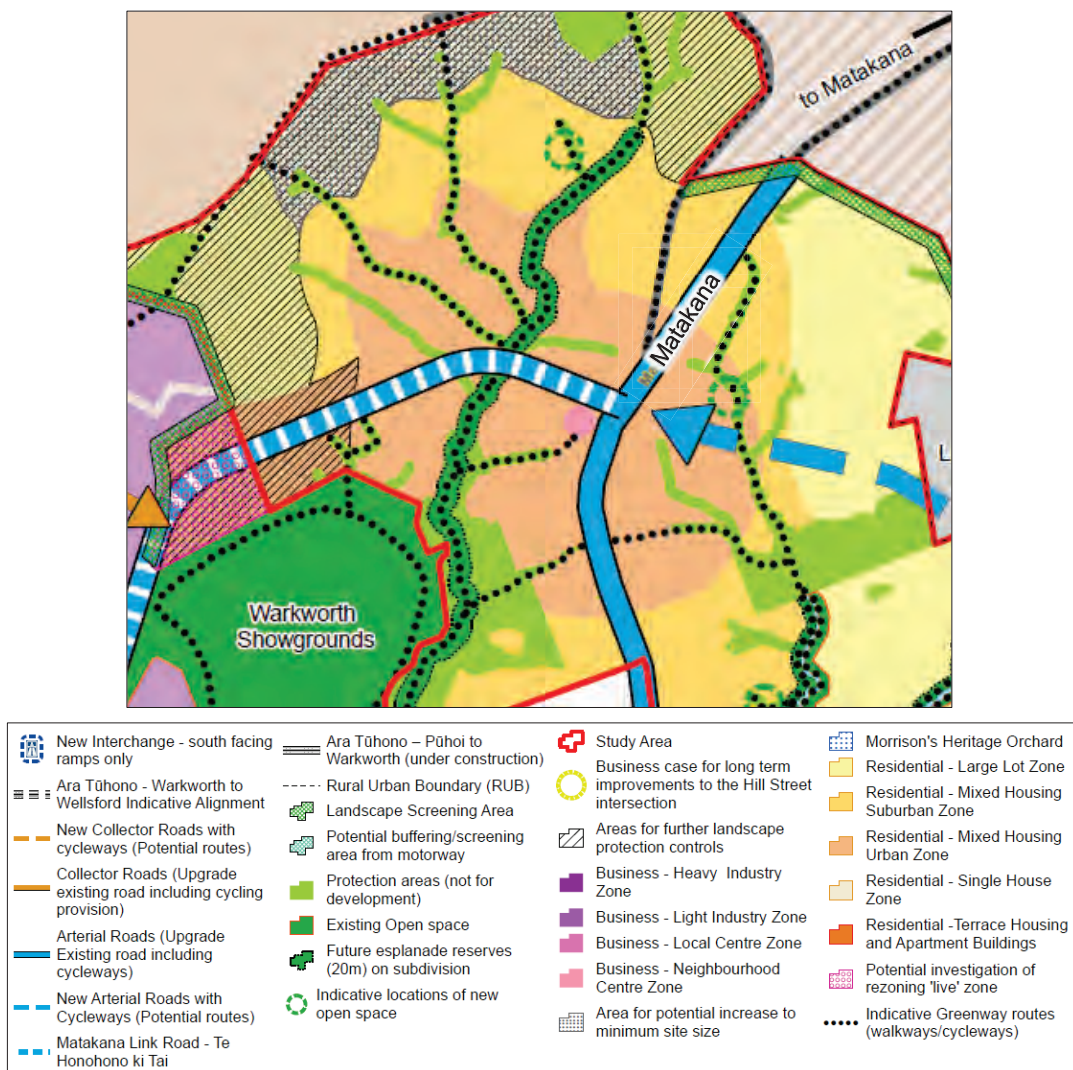 to Matakana
Matakana
L
Warkworth
Showgrounds
New Interchange - south facing
ramps only
Ara Tūhono - Warkworth to
Wellsford Indicative Alignment
New Collector Roads with
cycleways (Potential routes)
Collector Roads (Upgrade
existing road including cycling
provision)
Arterial Roads (Upgrade
Existing road including
cycleways)
New Arterial Roads with
Cycleways (Potential routes)
Matakana Link Road - Te
Honohono ki Tai
Ara Tūhono – Pūhoi to
Warkworth (under construction)
Rural Urban Boundary (RUB)
Landscape Screening Area
Potential buffering/screening
area from motorway
Protection areas (not for
development)
Existing Open space
Future esplanade reserves
(20m) on subdivision
Indicative locations of new
open space
Study Area
Business case for long term
improvements to the Hill Street
intersection
Areas for further landscape
protection controls
Business - Heavy Industry
Zone
Business - Light Industry Zone
Business - Local Centre Zone
Business - Neighbourhood
Centre Zone
Area for potential increase to
minimum site size
Morrison's Heritage Orchard
Residential - Large Lot Zone
Residential - Mixed Housing
Suburban Zone
Residential - Mixed Housing
Urban Zone
Residential - Single House
Zone
Residential -Terrace Housing
and Apartment Buildings
Potential investigation of
rezoning 'live' zone
Indicative Greenway routes
(walkways/cycleways)